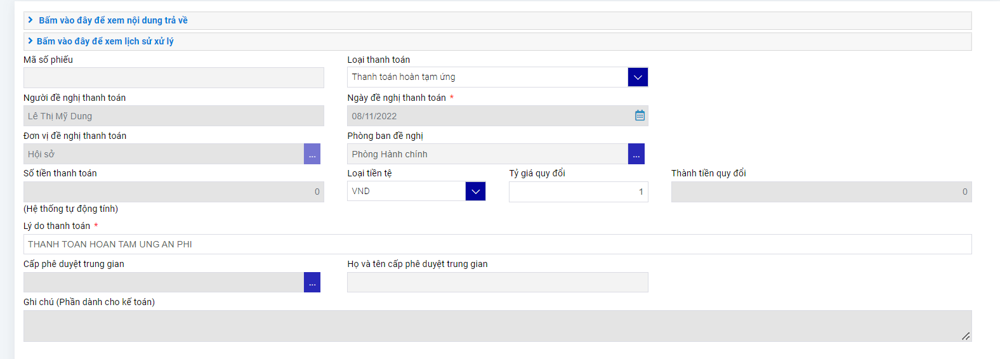 Bấm vào đây để xem nội dung trả về
Bấm vào đây để xem lịch sử xử lý
Mã số phiếu
Loại thanh toán
Thanh toán hoàn tạm ứng
Người đề nghị thanh toán
Ngày đề nghị thanh toán *
Lê Thị Mỹ Dung
08/11/2022
Đơn vị đề nghị thanh toán
Phòng ban đề nghị
Hội sở
...
Phòng Hành chính
...
Số tiền thanh toán
Loại tiền tệ
Tỷ giá quy đổi
Thành tiền quy đổi
0
VND
1
0
(Hệ thống tự động tính)
Lý do thanh toán *
THANH TOAN HOAN TAM UNG AN PHI
Cấp phê duyệt trung gian
Họ và tên cấp phê duyệt trung gian
...
Ghi chú (Phần dành cho kế toán)